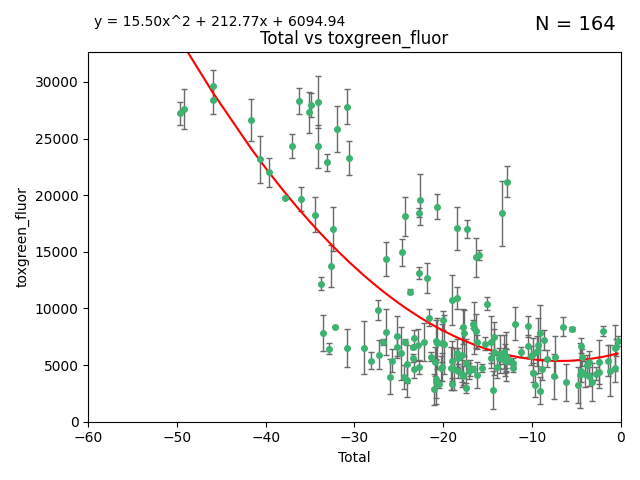 y = 15.50x^2 + 212.77x + 6094.94
N = 164
Total vs toxgreen_fluor
30000
25000
20000
15000
10000
5000
0
toxgreen_fluor
−60
−50
−40
−30
−20
−10
0
Total